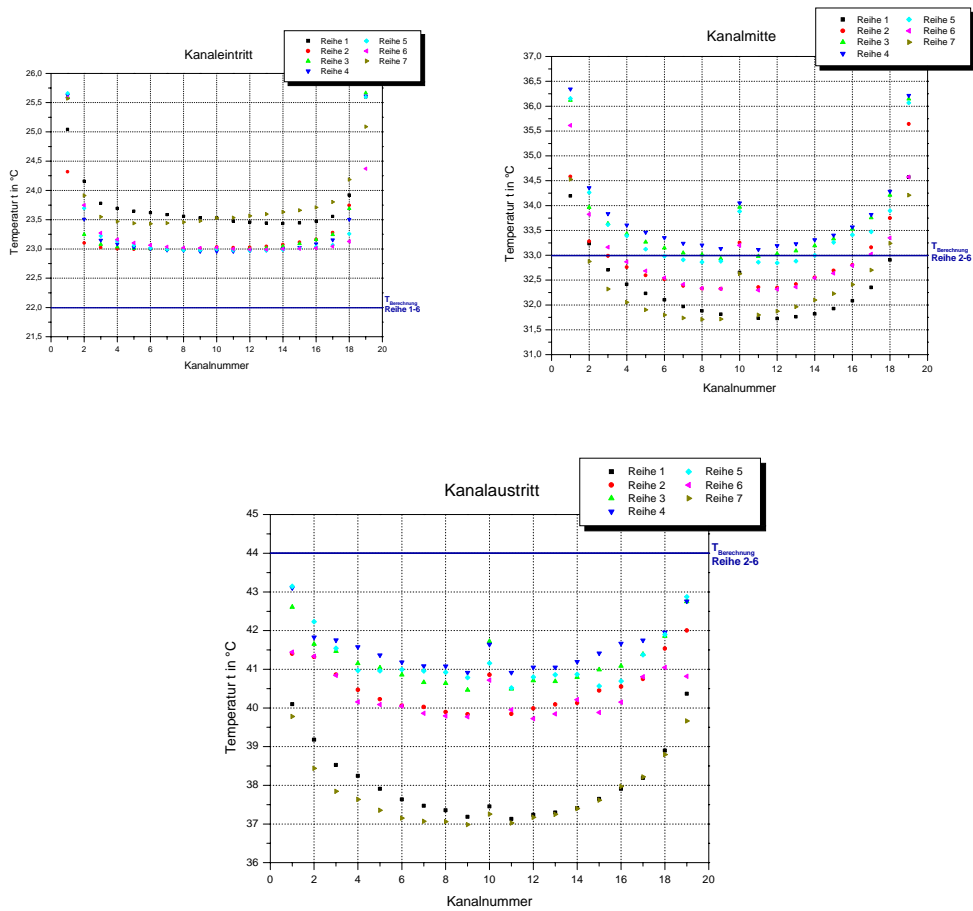 Kanaleintritt
Reihe 1
Reihe 2
Reihe 3
Reihe 4
Reihe 5
Reihe 6
Reihe 7
26,0
25,5
25,0
24,5
24,0
23,5
23,0
22,5
22,0
21,5
Temperatur t in °C
0 2 4 6 8 10 12 14 16 18 20
Kanalnummer
T Berechnung
Reihe 1-6
Kanalmitte
Reihe 1
Reihe 2
Reihe 3
Reihe 4
Reihe 5
Reihe 6
Reihe 7
37,0
36,5
36,0
35,5
35,0
34,5
34,0
33,5
33,0
32,5
32,0
31,5
31,0
Temperatur t in °C
0 2 4 6 8 10 12 14 16 18 20
Kanalnummer
T Berechnung
Reihe 2-6
Kanalaustritt
Reihe 1
Reihe 2
Reihe 3
Reihe 4
Reihe 5
Reihe 6
Reihe 7
45
44
43
42
41
40
39
38
37
36
Temperatur t in °C
0 2 4 6 8 10 12 14 16 18 20
Kanalnummer
T Berechnung
Reihe 2-6